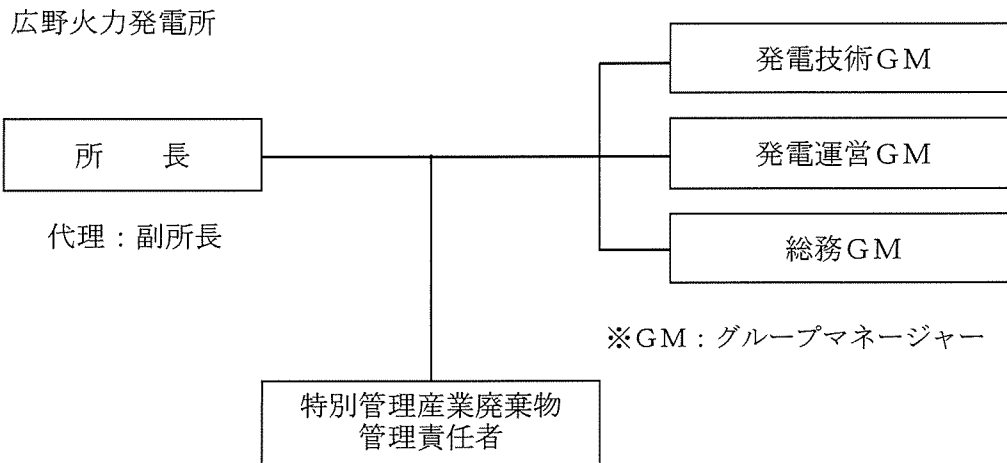 広野火力発電所
発電技術GM
所　　長
発電運営GM
代理：副所長
総務GM
※GM：グループマネージャー
特別管理産業廃棄物
管理責任者